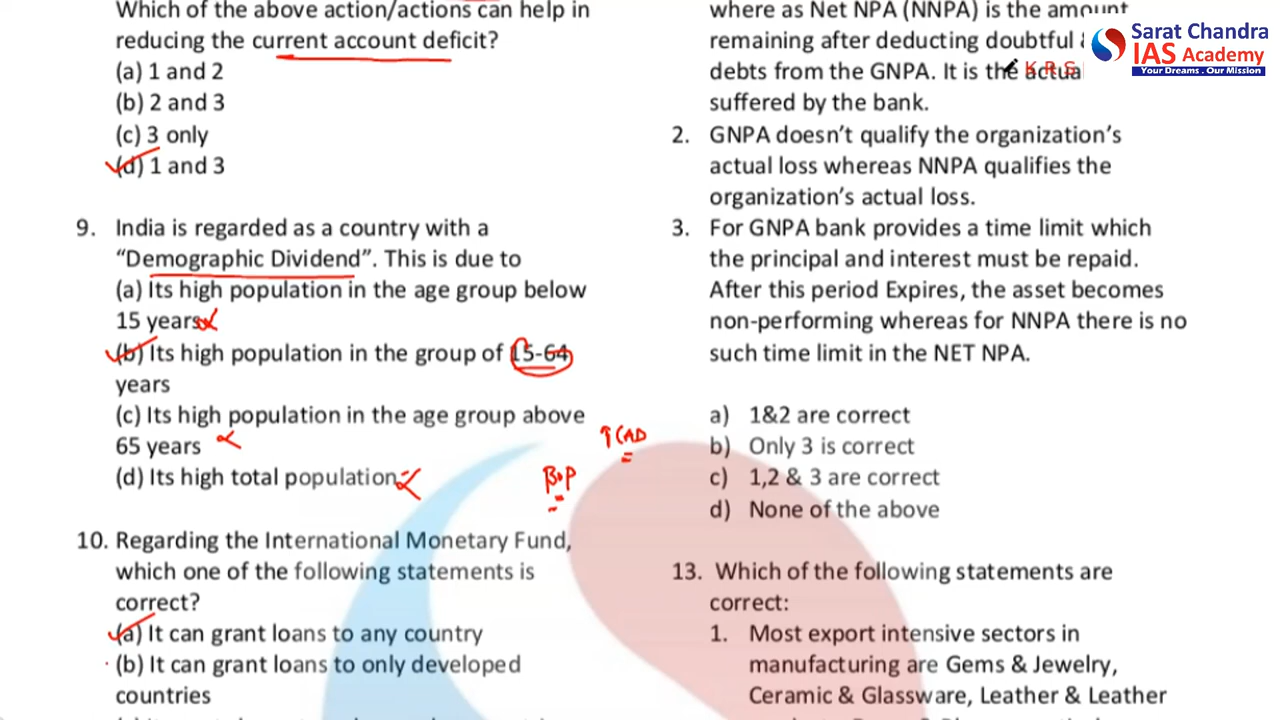 Which of the above action/actions can help in
reducing the current account deficit?
(a) 1 and 2
(b) 2 and 3
(c) 3 only
(d) 1 and 3
9. India is regarded as a country with a
“Demographic Dividend”. This is due to
(a) Its high population in the age group below
15 years
(b) Its high population in the group of 15-64
years
(c) Its high population in the age group above
65 years
(d) Its high total population
↑CAD
BOP
10. Regarding the International Monetary Fund,
which one of the following statements is
correct?
(a) It can grant loans to any country
(b) It can grant loans to only developed
countries
where as Net NPA (NNPA) is the amount
remaining after deducting doubtful
debts from the GNPA. It is the actua
suffered by the bank.
2. GNPA doesn’t qualify the organization’s
actual loss whereas NNPA qualifies the
organization’s actual loss.
3. For GNPA bank provides a time limit which
the principal and interest must be repaid.
After this period Expires, the asset becomes
non-performing whereas for NNPA there is no
such time limit in the NET NPA.
a) 1&2 are correct
b) Only 3 is correct
c) 1,2 & 3 are correct
d) None of the above
13. Which of the following statements are
correct:
1. Most export intensive sectors in
manufacturing are Gems & Jewelry,
Ceramic & Glassware, Leather & Leather
Sarat Chandra
IAS Academy
Your Dreams . Our Mission
K R S